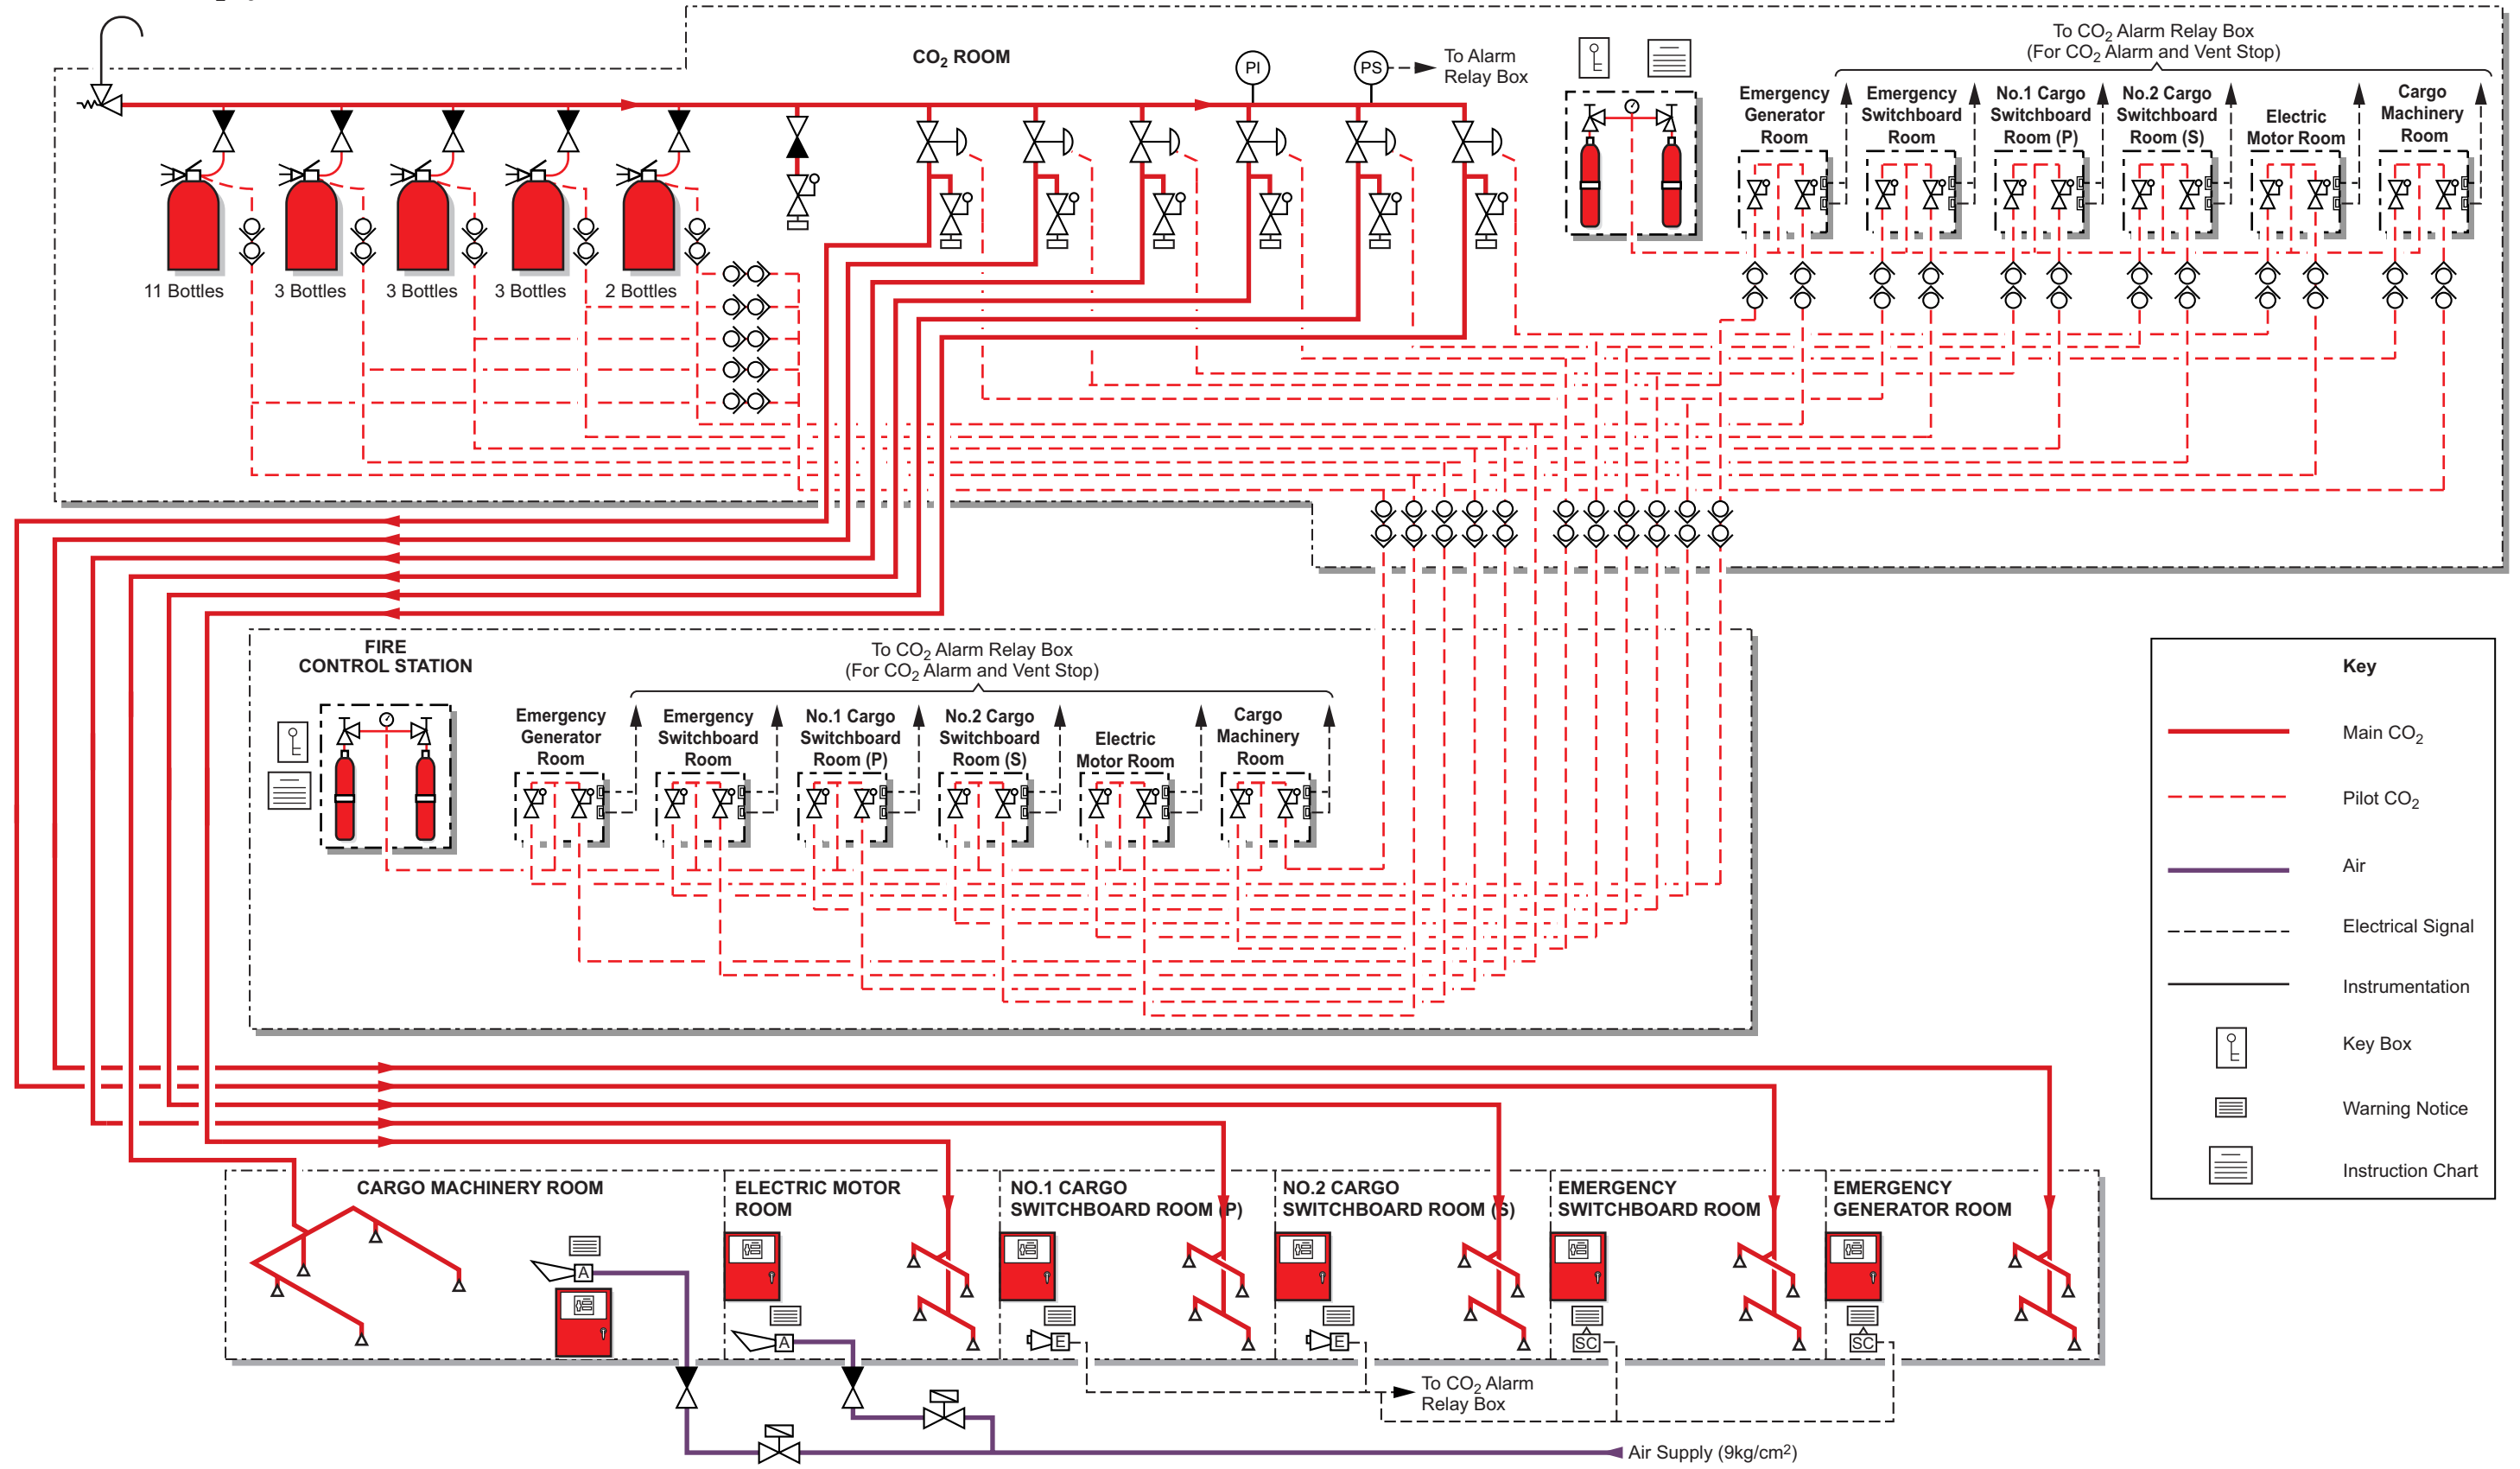 CO2 ROOM
PI
PS
To Alarm
Relay Box
To CO2 Alarm Relay Box
(For CO2 Alarm and Vent Stop)
Emergency
Generator
Room
Emergency
Switchboard
Room
No.1 Cargo
Switchboard
Room (P)
No.2 Cargo
Switchboard
Room (S)
Electric
Motor Room
Cargo
Machinery
Room
11 Bottles
3 Bottles
3 Bottles
3 Bottles
2 Bottles
FIRE
CONTROL STATION
To CO2 Alarm Relay Box
(For CO2 Alarm and Vent Stop)
Emergency
Generator
Room
Emergency
Switchboard
Room
No.1 Cargo
Switchboard
Room (P)
No.2 Cargo
Switchboard
Room (S)
Electric
Motor Room
Cargo
Machinery
Room
Key
Main CO2
Pilot CO2
Air
Electrical Signal
Instrumentation
Key Box
Warning Notice
Instruction Chart
CARGO MACHINERY ROOM
A
ELECTRIC MOTOR
ROOM
A
NO.1 CARGO
SWITCHBOARD ROOM (P)
E
NO.2 CARGO
SWITCHBOARD ROOM (S)
E
EMERGENCY
SWITCHBOARD ROOM
SC
EMERGENCY
GENERATOR ROOM
SC
To CO2 Alarm
Relay Box
Air Supply (9kg/cm2)